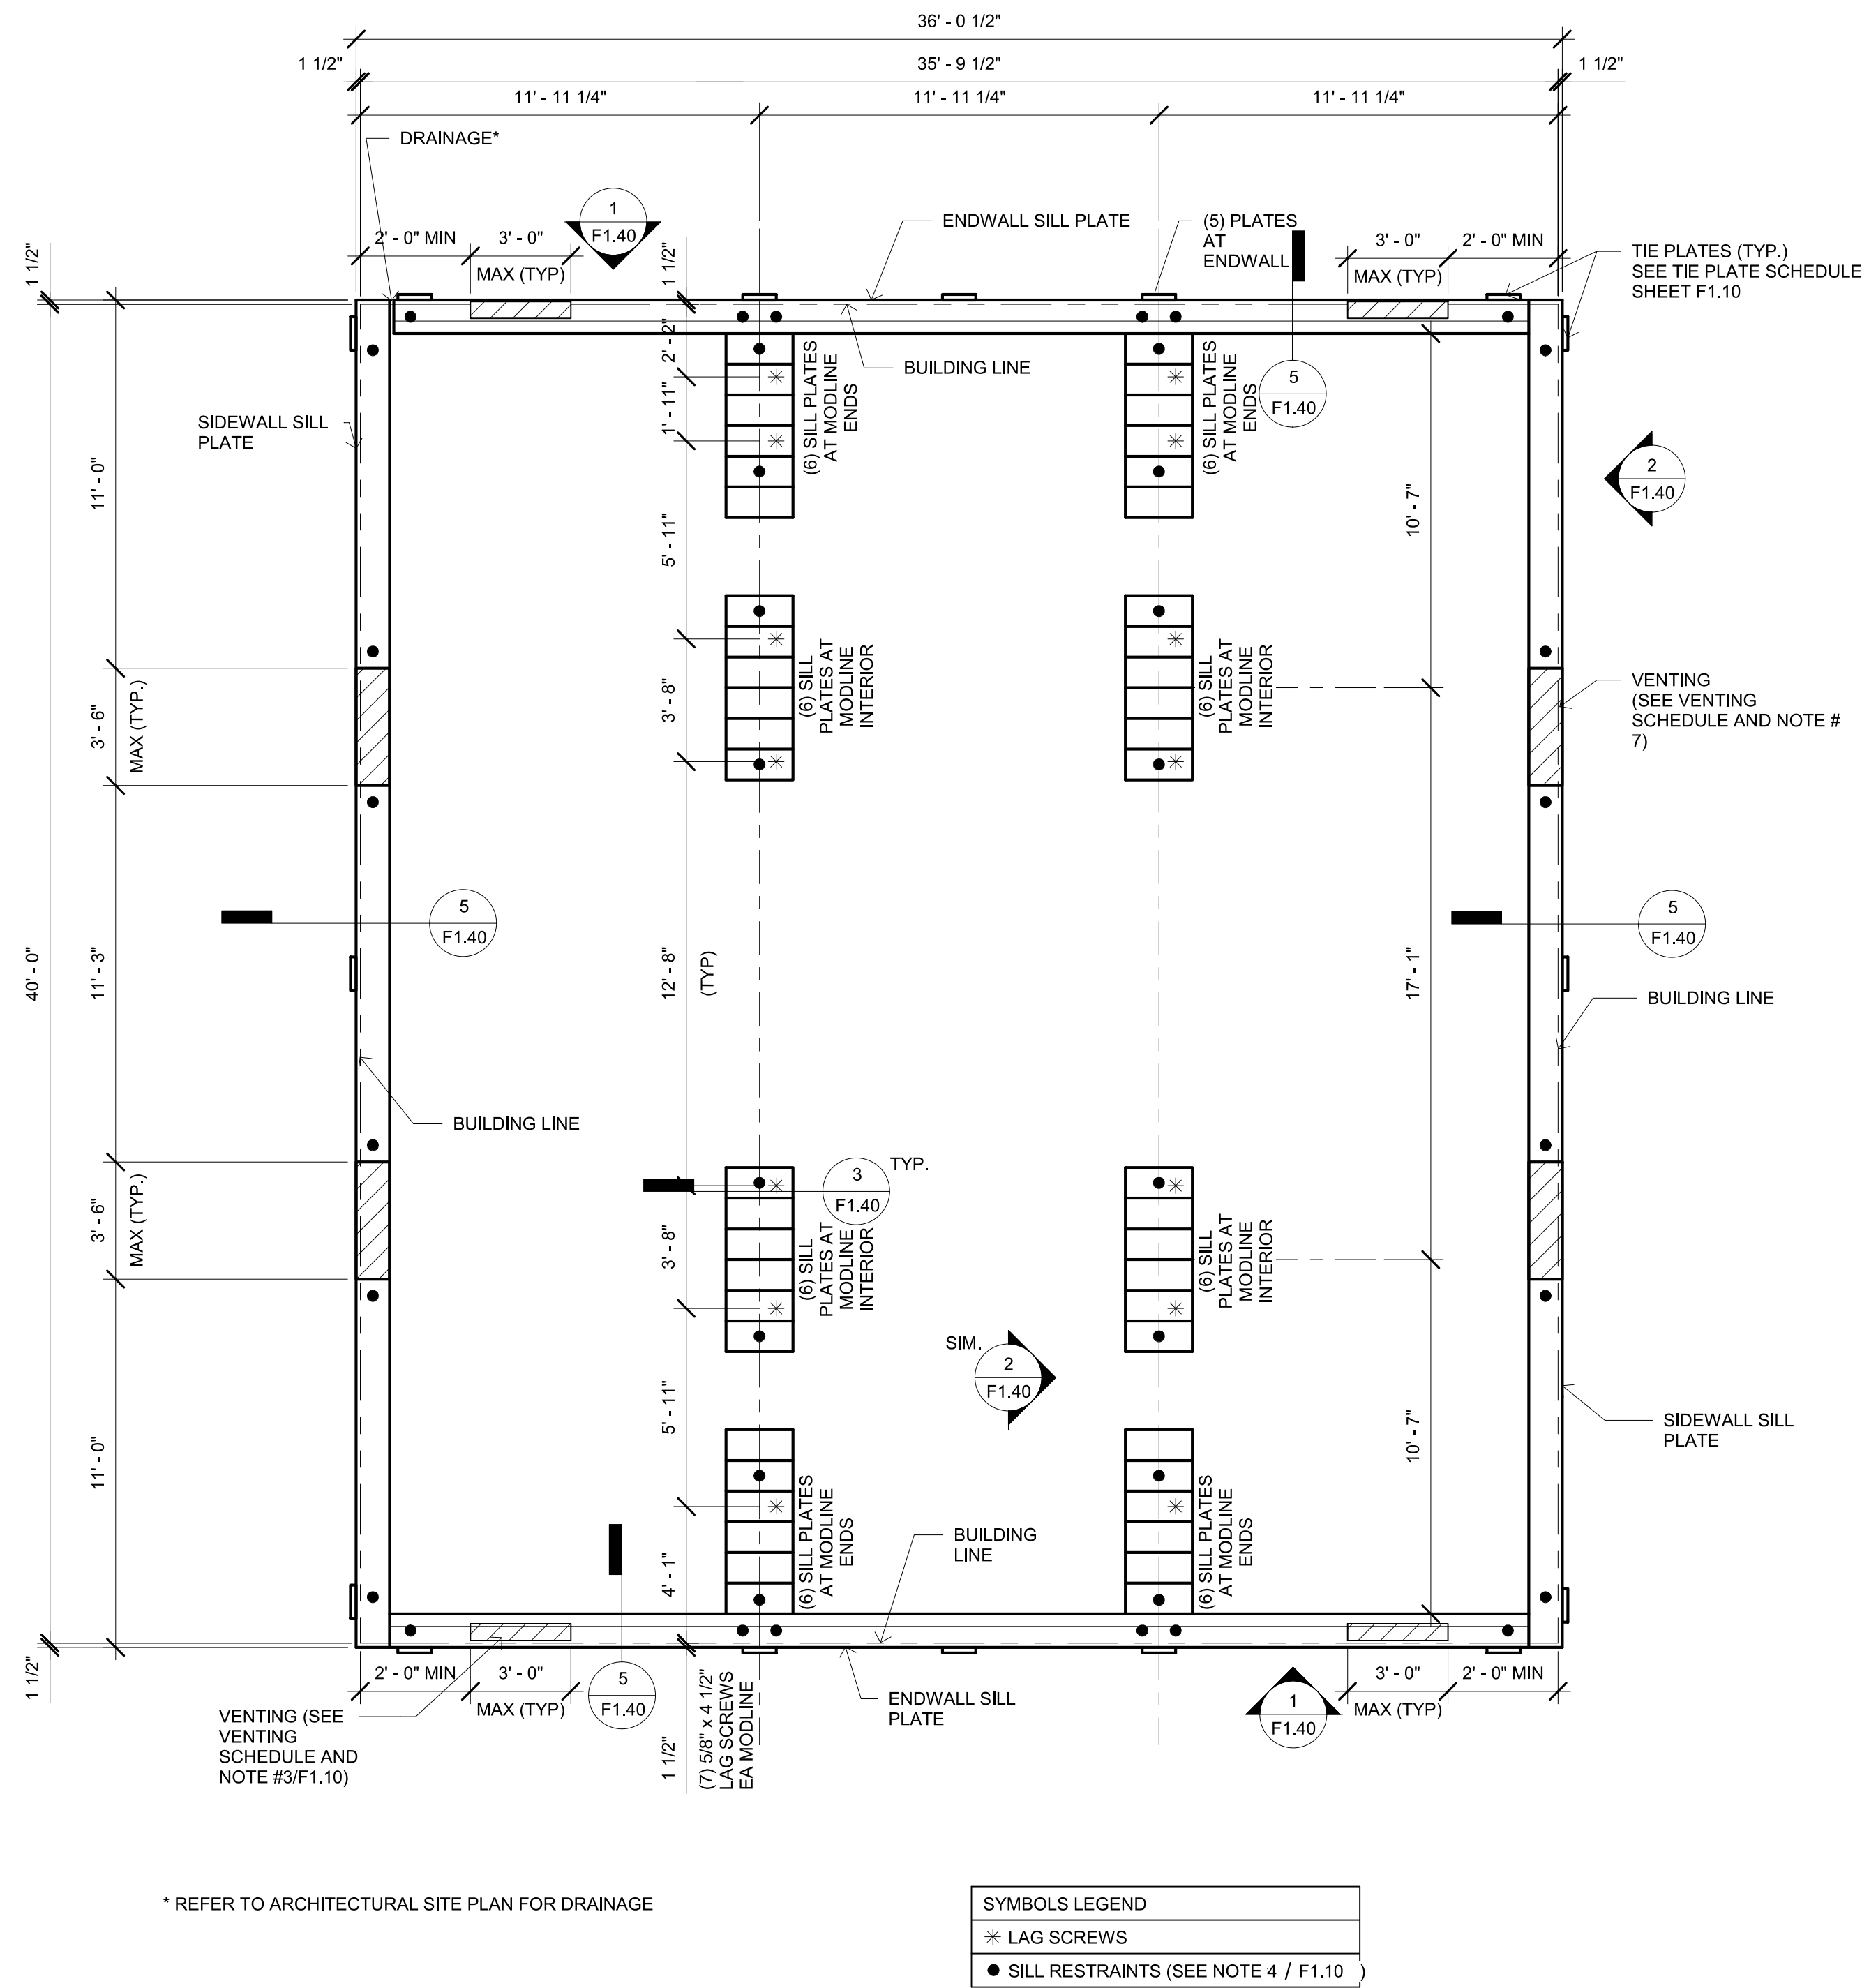 36' - 0 1/2"
1 1/2"
35' - 9 1/2"
1 1/2"
11' - 11 1/4"
11' - 11 1/4"
11' - 11 1/4"
DRAINAGE*
1
F1.40
ENDWALL SILL PLATE
(5) PLATES
AT
ENDWALL
2' - 0" MIN
3' - 0"
MAX (TYP)
3' - 0"
MAX (TYP)
2' - 0" MIN
TIE PLATES (TYP.)
SEE TIE PLATE SCHEDULE
SHEET F1.10
1 1/2"
1 1/2"
2' - 2"
1' - 11"
BUILDING LINE
5
F1.40
(6) SILL PLATES
AT MODLINE
ENDS
(6) SILL PLATES
AT MODLINE
ENDS
SIDEWALL SILL
PLATE
2
F1.40
11' - 0"
5' - 11"
10' - 7"
(6) SILL
PLATES AT
MODLINE
INTERIOR
(6) SILL
PLATES AT
MODLINE
INTERIOR
VENTING
(SEE VENTING
SCHEDULE AND NOTE #
7)
3' - 6"
MAX (TYP.)
3' - 8"
5
F1.40
5
F1.40
40' - 0"
11' - 3"
12' - 8"
(TYP)
17' - 1"
BUILDING LINE
BUILDING LINE
3
F1.40
TYP.
3' - 6"
MAX (TYP.)
3' - 8"
(6) SILL
PLATES AT
MODLINE
INTERIOR
(6) SILL
PLATES AT
MODLINE
INTERIOR
SIM.
2
F1.40
5' - 11"
10' - 7"
SIDEWALL SILL
PLATE
11' - 0"
(6) SILL PLATES
AT MODLINE
ENDS
(6) SILL PLATES
AT MODLINE
ENDS
BUILDING
LINE
4' - 1"
1 1/2"
2' - 0" MIN
3' - 0"
MAX (TYP)
5
F1.40
1 1/2"
(7) 5/8" x 4 1/2"
LAG SCREWS
EA MODLINE
ENDWALL SILL
PLATE
1
F1.40
3' - 0"
MAX (TYP)
2' - 0" MIN
VENTING (SEE
VENTING
SCHEDULE AND
NOTE #3/F1.10)
* REFER TO ARCHITECTURAL SITE PLAN FOR DRAINAGE
SYMBOLS LEGEND
LAG SCREWS
SILL RESTRAINTS (SEE NOTE 4 / F1.10 )